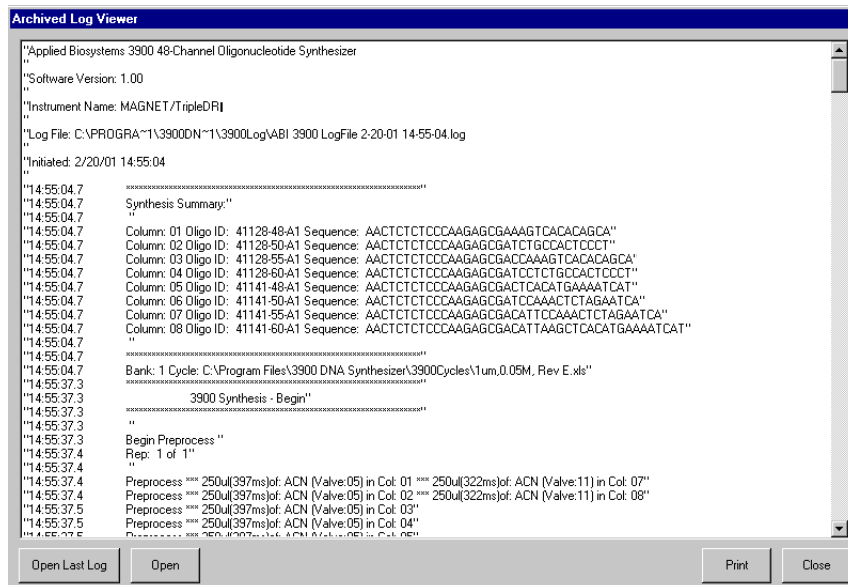 Archived Log Viewer
"Applied Biosystems 3900 48-Channel Oligonucleotide Synthesizer
"
"Software Version: 1.00
"
"Instrument Name: MAGNET/TripleDRI
"
"Log File: C:\PROGRA~1\3900DN~1\3900Log\ABI 3900 LogFile 2-20-01 14-55-04.log
"
"Initiated: 2/20/01 14:55:04
"
"14:55:04.7 ****************************************************************"
"14:55:04.7 Synthesis Summary:"
"14:55:04.7 "
"14:55:04.7 Column: 01 Oligo ID: 41128-48-A1 Sequence: AACTCTCTCCCAAGAGCGAAAGTCACACAGCA"
"14:55:04.7 Column: 02 Oligo ID: 41128-50-A1 Sequence: AACTCTCTCCCAAGAGCGATCTGCCACTCCCT"
"14:55:04.7 Column: 03 Oligo ID: 41128-55-A1 Sequence: AACTCTCTCCCAAGAGCGACCAAAGTCACACAGCA"
"14:55:04.7 Column: 04 Oligo ID: 41128-60-A1 Sequence: AACTCTCTCCCAAGAGCGATCCTCTGCCACTCCCT"
"14:55:04.7 Column: 05 Oligo ID: 41141-48-A1 Sequence: AACTCTCTCCCAAGAGCGACTCACATGAAAATCAT"
"14:55:04.7 Column: 06 Oligo ID: 41141-50-A1 Sequence: AACTCTCTCCCAAGAGCGATCCAAACTCTAGAATCA"
"14:55:04.7 Column: 07 Oligo ID: 41141-55-A1 Sequence: AACTCTCTCCCAAGAGCGACATTCCAAACTCTAGAATCA"
"14:55:04.7 Column: 08 Oligo ID: 41141-60-A1 Sequence: AACTCTCTCCCAAGAGCGACATTAAGCTCACATGAAAATCAT"
"14:55:04.7 "
"14:55:04.7 ****************************************************************"
"14:55:04.7 Bank: 1 Cycle: C:\Program Files\3900 DNA Synthesizer\3900Cycles\1um,0.05M, Rev E.xls"
"14:55:37.3 ****************************************************************"
"14:55:37.3 3900 Synthesis - Begin"
"14:55:37.3 ****************************************************************"
"14:55:37.3 "
"14:55:37.3 Begin Preprocess "
"14:55:37.4 Rep: 1 of 1"
"14:55:37.4 "
"14:55:37.4 Preprocess *** 250ul(397ms)of: ACN (Valve:05) in Col: 01 *** 250ul(322ms)of: ACN (Valve:11) in Col: 07"
"14:55:37.4 Preprocess *** 250ul(397ms)of: ACN (Valve:05) in Col: 02 *** 250ul(322ms)of: ACN (Valve:11) in Col: 08"
"14:55:37.5 Preprocess *** 250ul(397ms)of: ACN (Valve:05) in Col: 03"
"14:55:37.5 Preprocess *** 250ul(397ms)of: ACN (Valve:05) in Col: 04"
Open Last Log Open Print Close